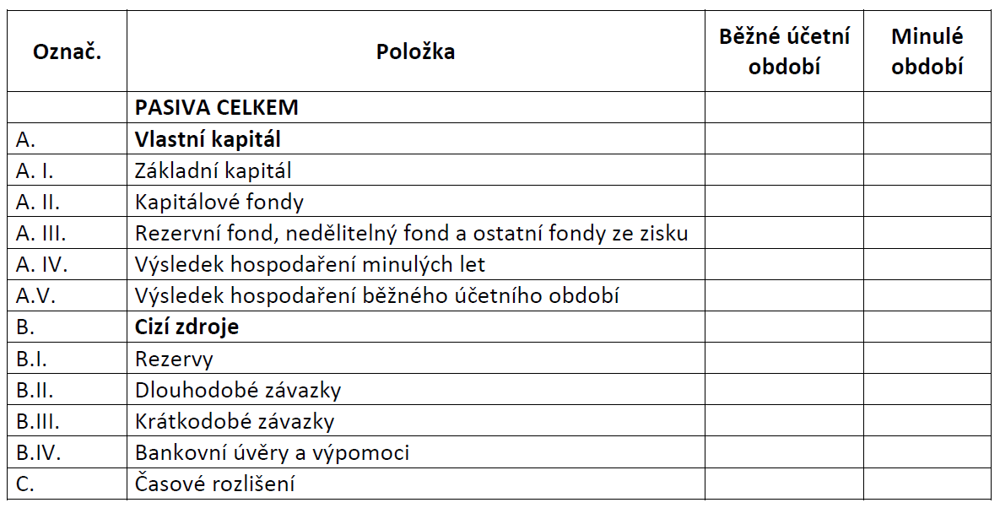 Označ. Položka Běžné účetní období Minulé období
PASIVA CELKEM
A. Vlastní kapitál
A. I. Základní kapitál
A. II. Kapitálové fondy
A. III. Rezervní fond, nedělitelný fond a ostatní fondy ze zisku
A. IV. Výsledek hospodaření minulých let
A.V. Výsledek hospodaření běžného účetního období
B. Cizí zdroje
B.I. Rezervy
B.II. Dlouhodobé závazky
B.III. Krátkodobé závazky
B.IV. Bankovní úvěry a výpomoci
C. Časové rozlišení